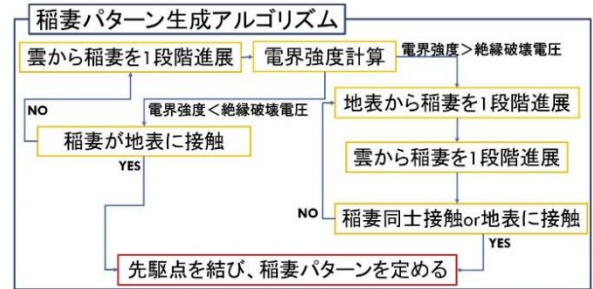 稲妻パターン生成アルゴリズム
雲から稲妻を1段階進展
電界強度計算
電界強度＞絶縁破壊電圧
NO
電界強度＜絶縁破壊電圧
地表から稲妻を1段階進展
稲妻が地表に接触
YES
雲から稲妻を1段階進展
NO
稲妻同士接触or地表に接触
YES
先駆点を結び、稲妻パターンを定める